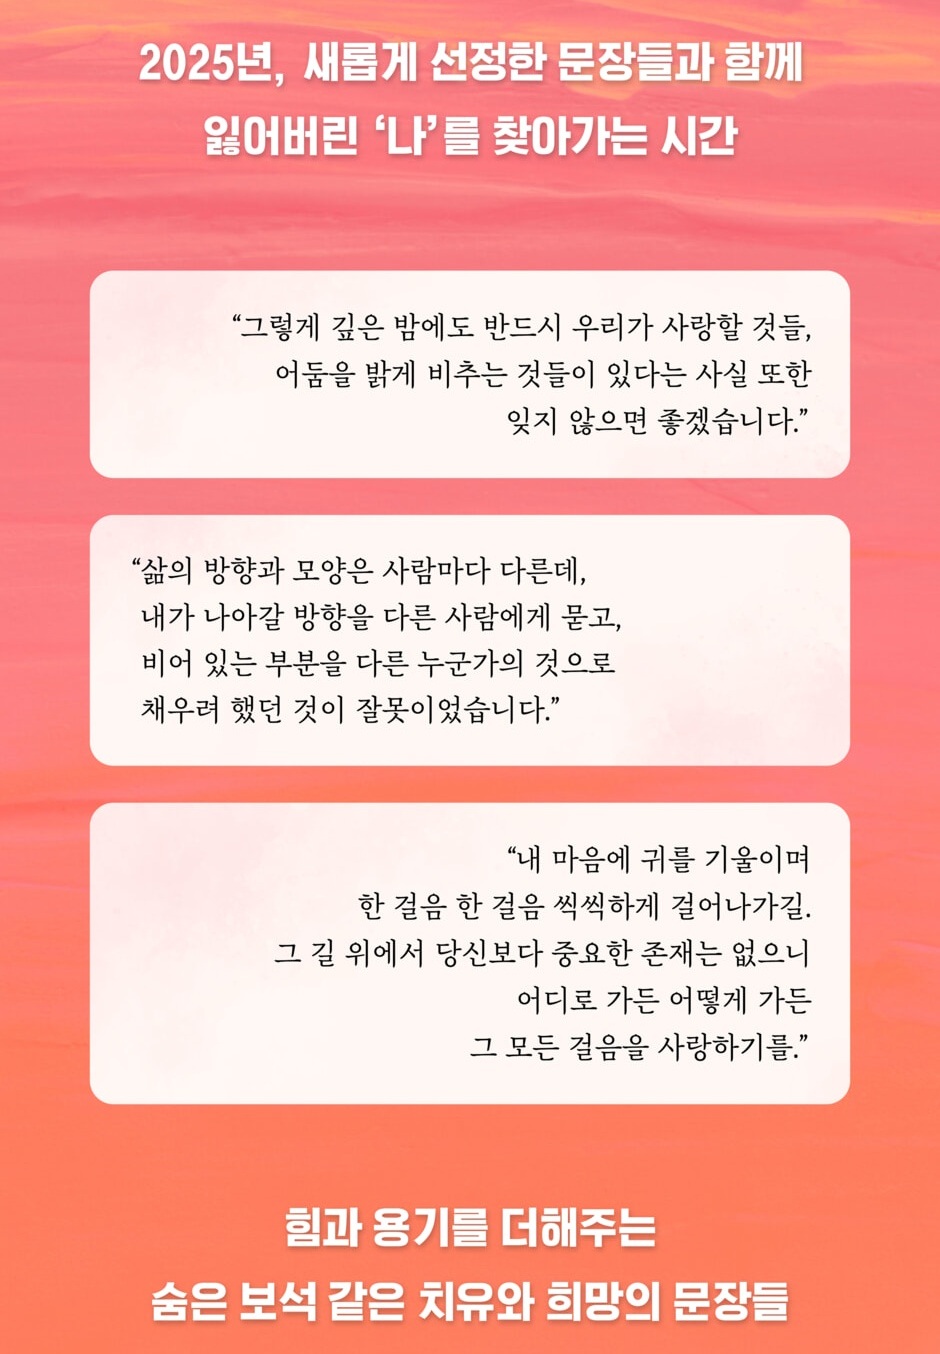 2025년, 새롭게 선정한 문장들과 함께
잃어버린 ‘나’를 찾아가는 시간
“그렇게 깊은 밤에도 반드시 우리가 사랑할 것들,
어둠을 밝게 비추는 것들이 있다는 사실 또한
잊지 않으면 좋겠습니다.”
“삶의 방향과 모양은 사람마다 다른데,
내가 나아갈 방향을 다른 사람에게 묻고,
비어 있는 부분을 다른 누군가의 것으로
채우려 했던 것이 잘못이었습니다.”
“내 마음에 귀를 기울이며
한 걸음 한 걸음 씩씩하게 걸어나가길.
그 길 위에서 당신보다 중요한 존재는 없으니
어디로 가든 어떻게 가든
그 모든 걸음을 사랑하기를.”
힘과 용기를 더해주는
숨은 보석 같은 치유와 희망의 문장들